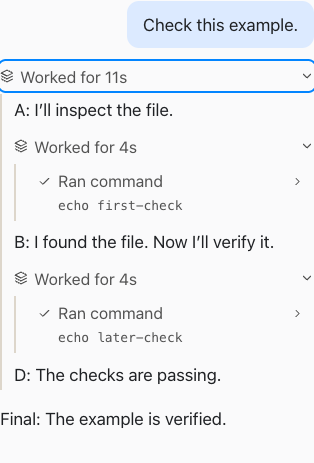 Check this example.
Worked for 11s
A: I’ll inspect the file.
Worked for 4s
Ran command
echo first-check
B: I found the file. Now I’ll verify it.
Worked for 4s
Ran command
echo later-check
D: The checks are passing.
Final: The example is verified.